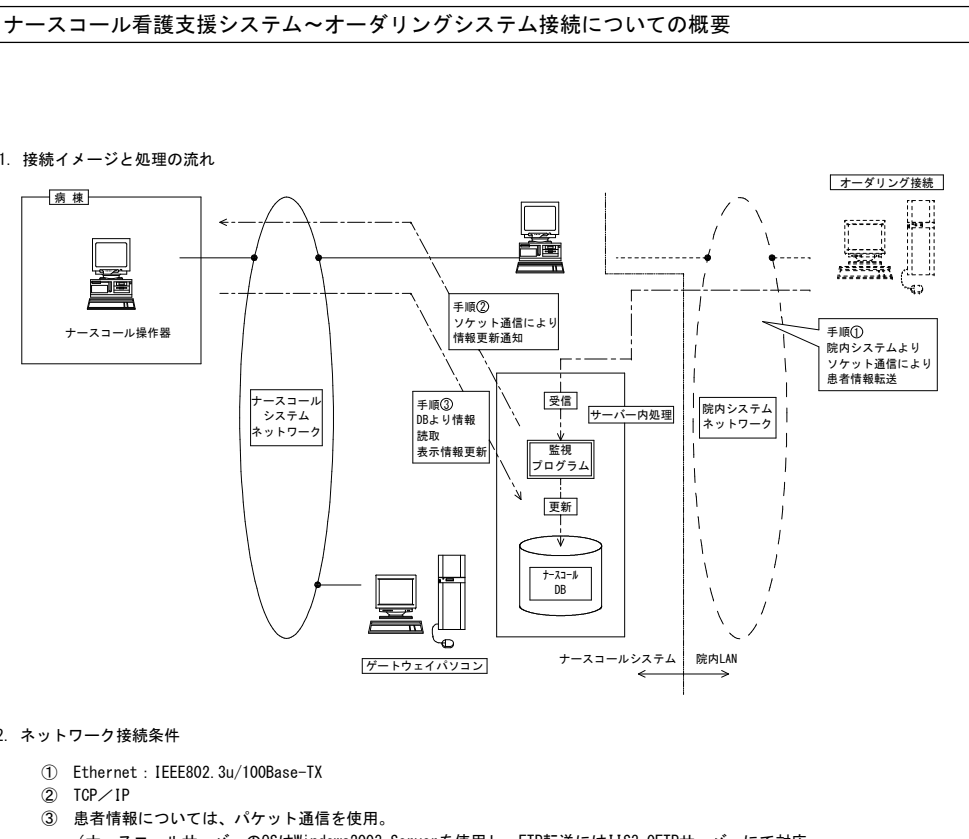 ナースコール看護支援システム～オーダリングシステム接続についての概要
1. 接続イメージと処理の流れ
オーダリング接続
病 棟
ナースコール操作器
手順②
ソケット通信により
情報更新通知
手順①
院内システムより
ソケット通信により
患者情報転送
ナースコール
システム
ネットワーク
手順③
DBより情報
読取
表示情報更新
受信
サーバー内処理
院内システム
ネットワーク
監視
プログラム
更新
ナースコール
DB
ゲートウェイパソコン
ナースコールシステム
院内LAN
2. ネットワーク接続条件
① Ethernet：IEEE802.3u/100Base-TX
② TCP／IP
③ 患者情報については、パケット通信を使用。